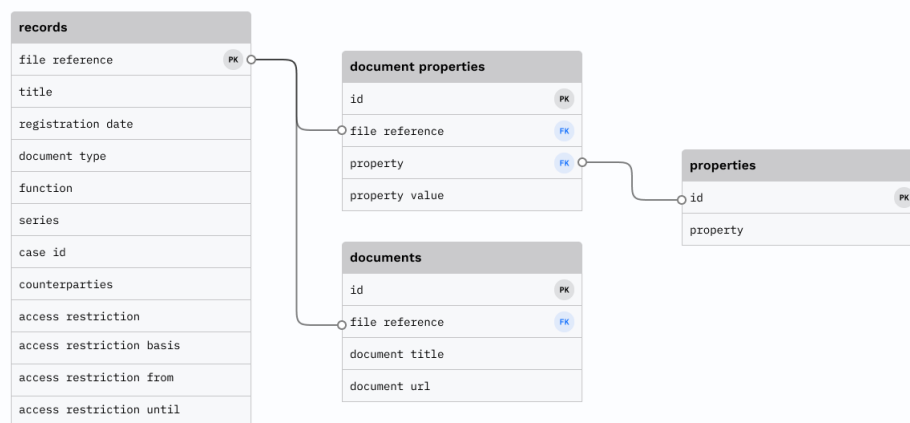 records
file reference PK
title
registration date
document type
function
series
case id
counterparties
access restriction
access restriction basis
access restriction from
access restriction until
document properties
id PK
file reference FK
property FK
property value
documents
id PK
file reference FK
document title
document url
properties
id PK
property